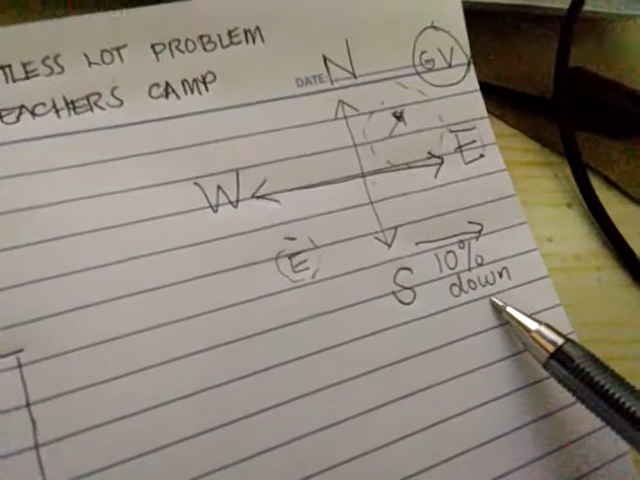 TLESS LOT PROBLEM
EACHERS CAMP
DATE:
N
GV
W
E
E
S
10%
down